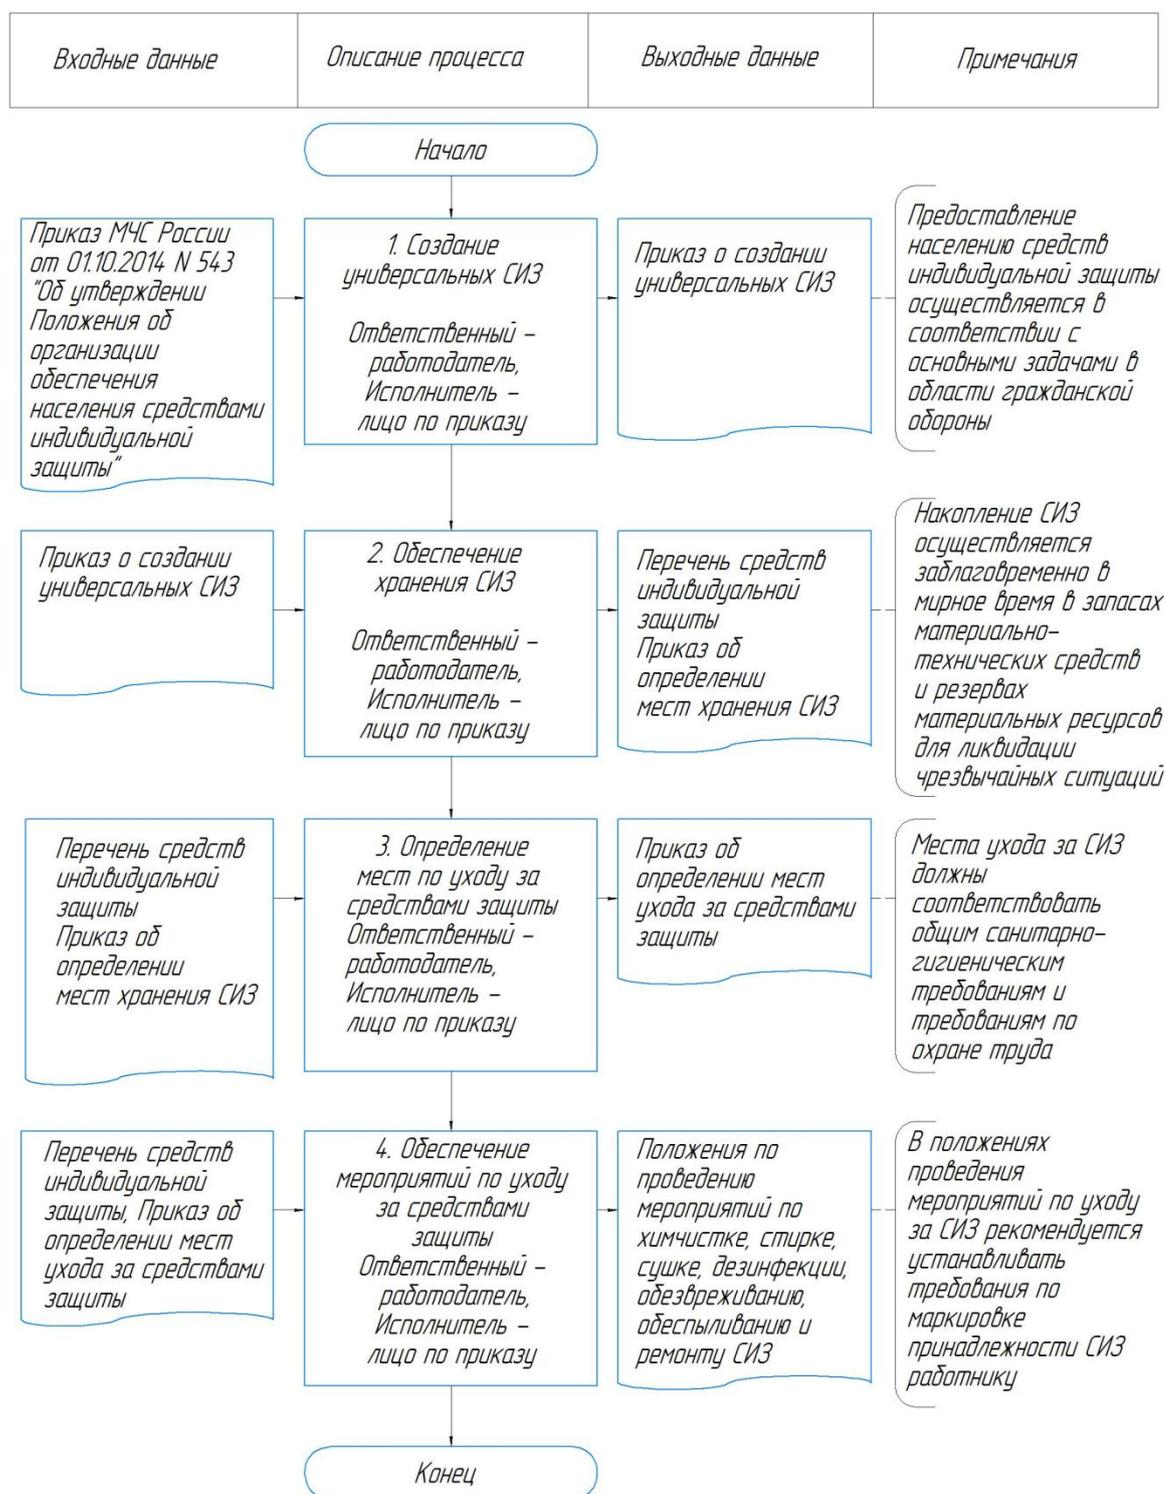 Входные данные
Описание процесса
Выходные данные
Примечания
Начало
Приказ МЧС России
от 01.10.2014 N 543
"Об утверждении
Положения об
организации
обеспечения
населения средствами
индивидуальной
защиты"
1. Создание
универсальных СИЗ
Ответственный –
работодатель,
Исполнитель –
лицо по приказу
Приказ о создании
универсальных СИЗ
Предоставление
населению средств
индивидуальной защиты
осуществляется в
соответствии с
основными задачами в
области гражданской
обороны
Приказ о создании
универсальных СИЗ
2. Обеспечение
хранения СИЗ
Ответственный –
работодатель,
Исполнитель –
лицо по приказу
Перечень средств
индивидуальной
защиты
Приказ об
определении
мест хранения СИЗ
Накопление СИЗ
осуществляется
заблаговременно в
мирное время в запасах
материально-
технических средств
и резервах
материальных ресурсов
для ликвидации
чрезвычайных ситуаций
Перечень средств
индивидуальной
защиты
Приказ об
определении
мест хранения СИЗ
3. Определение
мест по уходу за
средствами защиты
Ответственный –
работодатель,
Исполнитель –
лицо по приказу
Приказ об
определении мест
ухода за средствами
защиты
Места ухода за СИЗ
должны
соответствовать
общим санитарно-
гигиеническим
требованиям и
требованиям по
охране труда
Перечень средств
индивидуальной
защиты, Приказ об
определении мест
ухода за средствами
защиты
4. Обеспечение
мероприятий по уходу
за средствами
защиты
Ответственный –
работодатель,
Исполнитель –
лицо по приказу
Положения по
проведению
мероприятий по
химчистке, стирке,
сушке, дезинфекции,
обезвреживанию,
обеспыливанию и
ремонту СИЗ
В положениях
проведения
мероприятий по уходу
за СИЗ рекомендуется
устанавливать
требования по
маркировке
принадлежности СИЗ
работнику
Конец